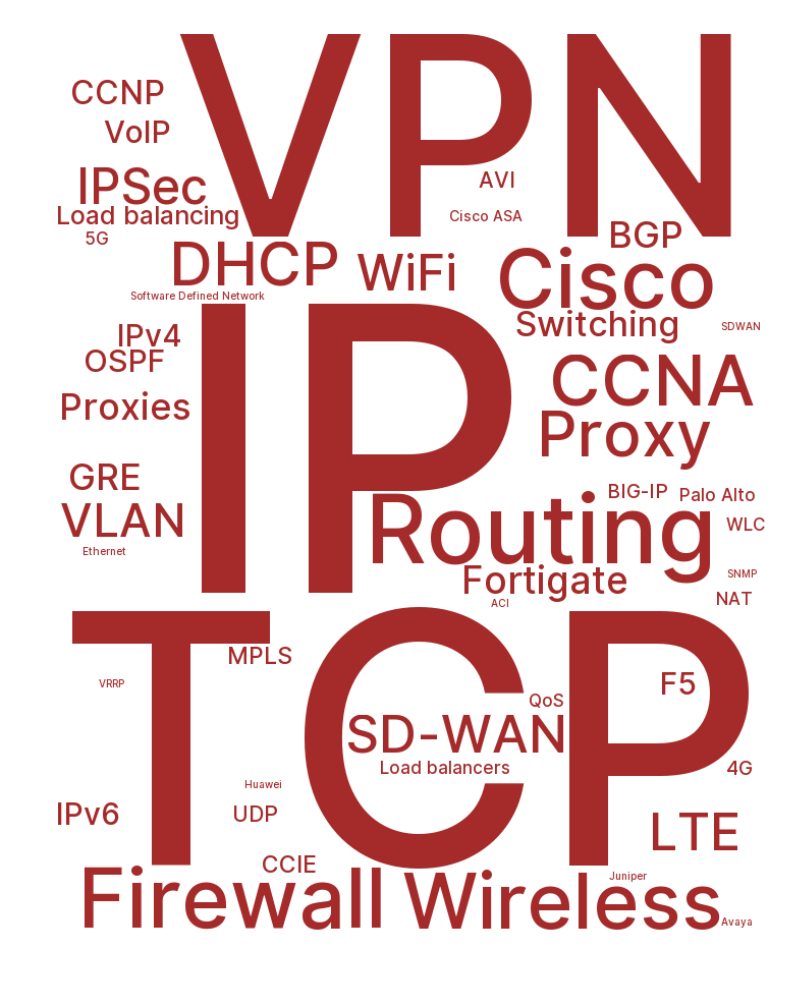 VPN
CCNP
VoIP
AVI
IPSec
Load balancing
Cisco ASA
5G
BGP
DHCP
WiFi
Cisco
Software Defined Network
IP
Switching
SDWAN
IPv4
OSPF
CCNA
Proxies
Proxy
GRE
BIG-IP
Palo Alto
VLAN
Routing
WLC
Ethernet
Fortigate
SNMP
ACI
NAT
TCP
MPLS
VRRP
F5
QoS
SD-WAN
Load balancers
4G
Huawei
IPv6
UDP
LTE
CCIE
Juniper
Firewall
Wireless
Avaya